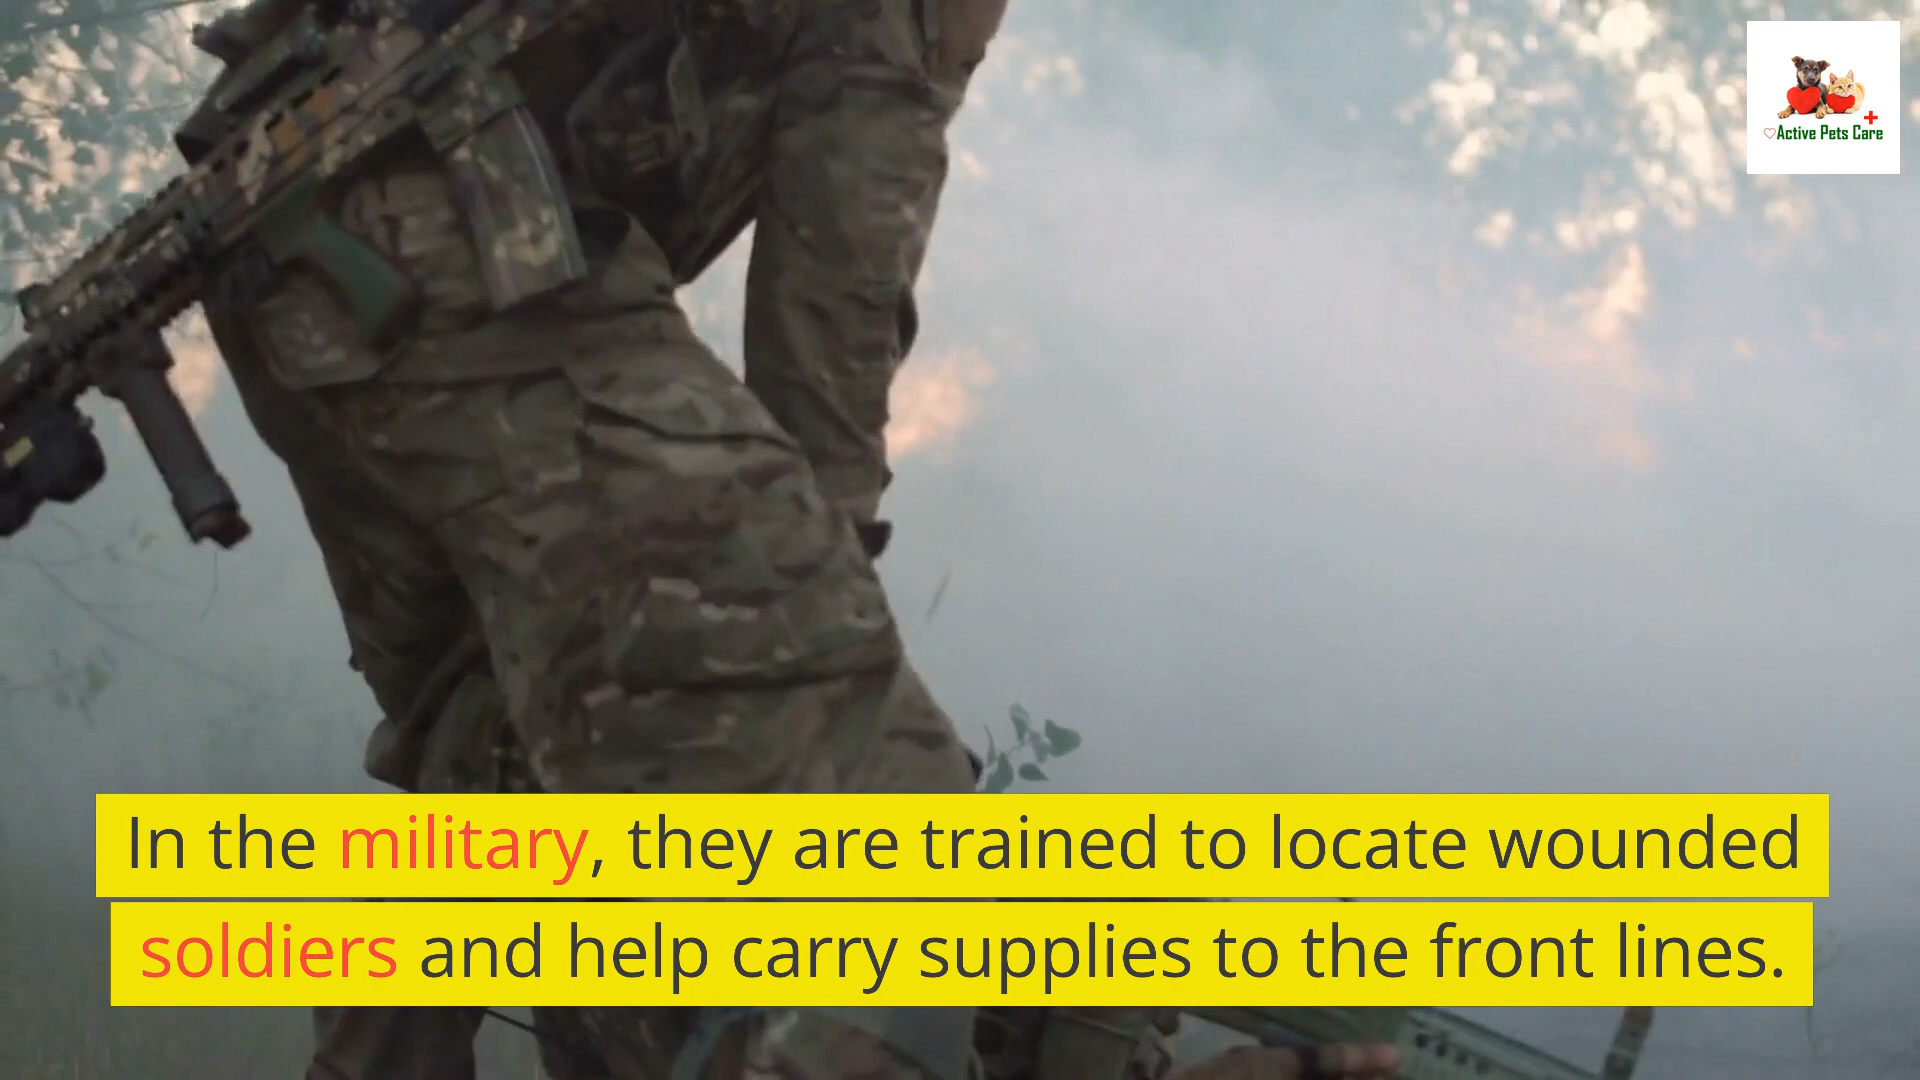 Active Pets Care
In the military, they are trained to locate wounded
soldiers and help carry supplies to the front lines.